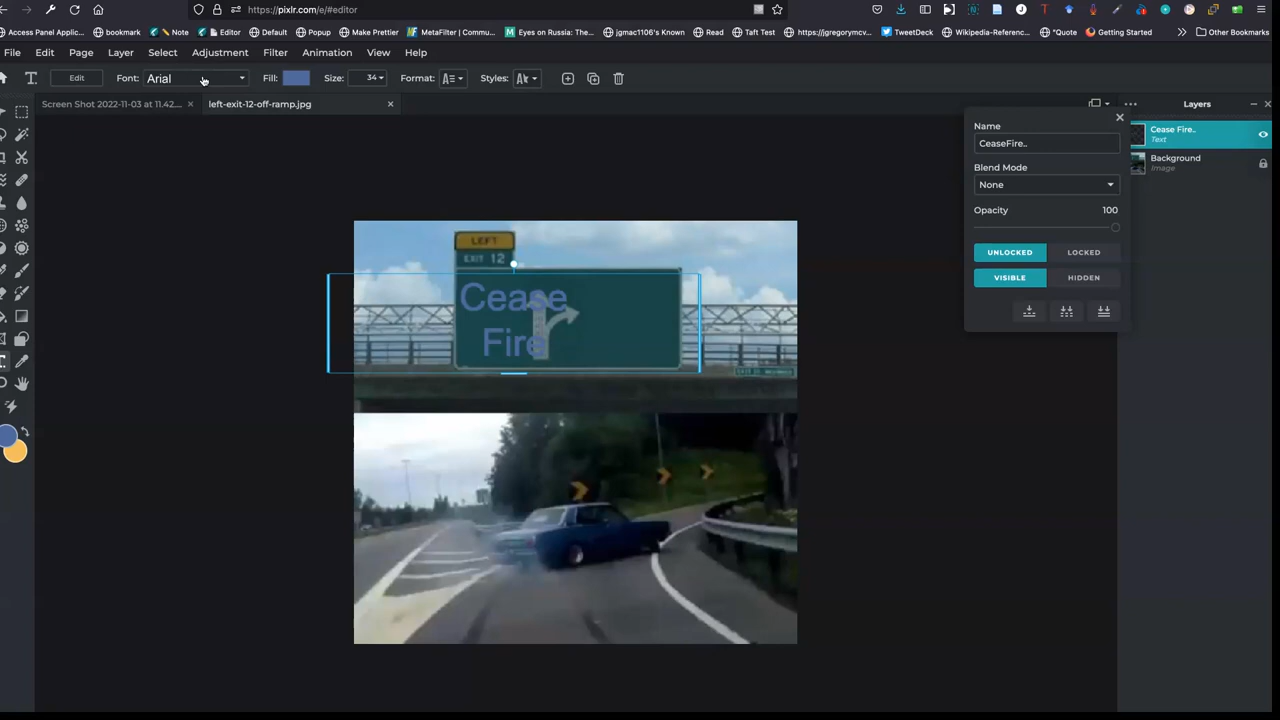 https://pixlr.com/e/#editor
Access Panel Applican... bookmark Note Editor Default Popup Make Prettier MetaFilter (Commu... Eyes on Russia: The... jgmac1106's Known Read Taft Test https://gregorymcv... TweetDeck Wikipedia-Referenc... "Quote Getting Started Other Bookmarks
File Edit Page Layer Select Adjustment Filter Animation View Help
Edit Font: Arial Fill: Size: 34 Format: Styles:
Screen Shot 2022-11-03 at 11.42.... left-exit-12-off-ramp.jpg Layers
Name
CeaseFire..
Blend Mode
None
Opacity 100
UNLOCKED LOCKED
VISIBLE HIDDEN
Cease Fire..
Text
Background
Image
LEFT
EXIT 12
Cease
Fire